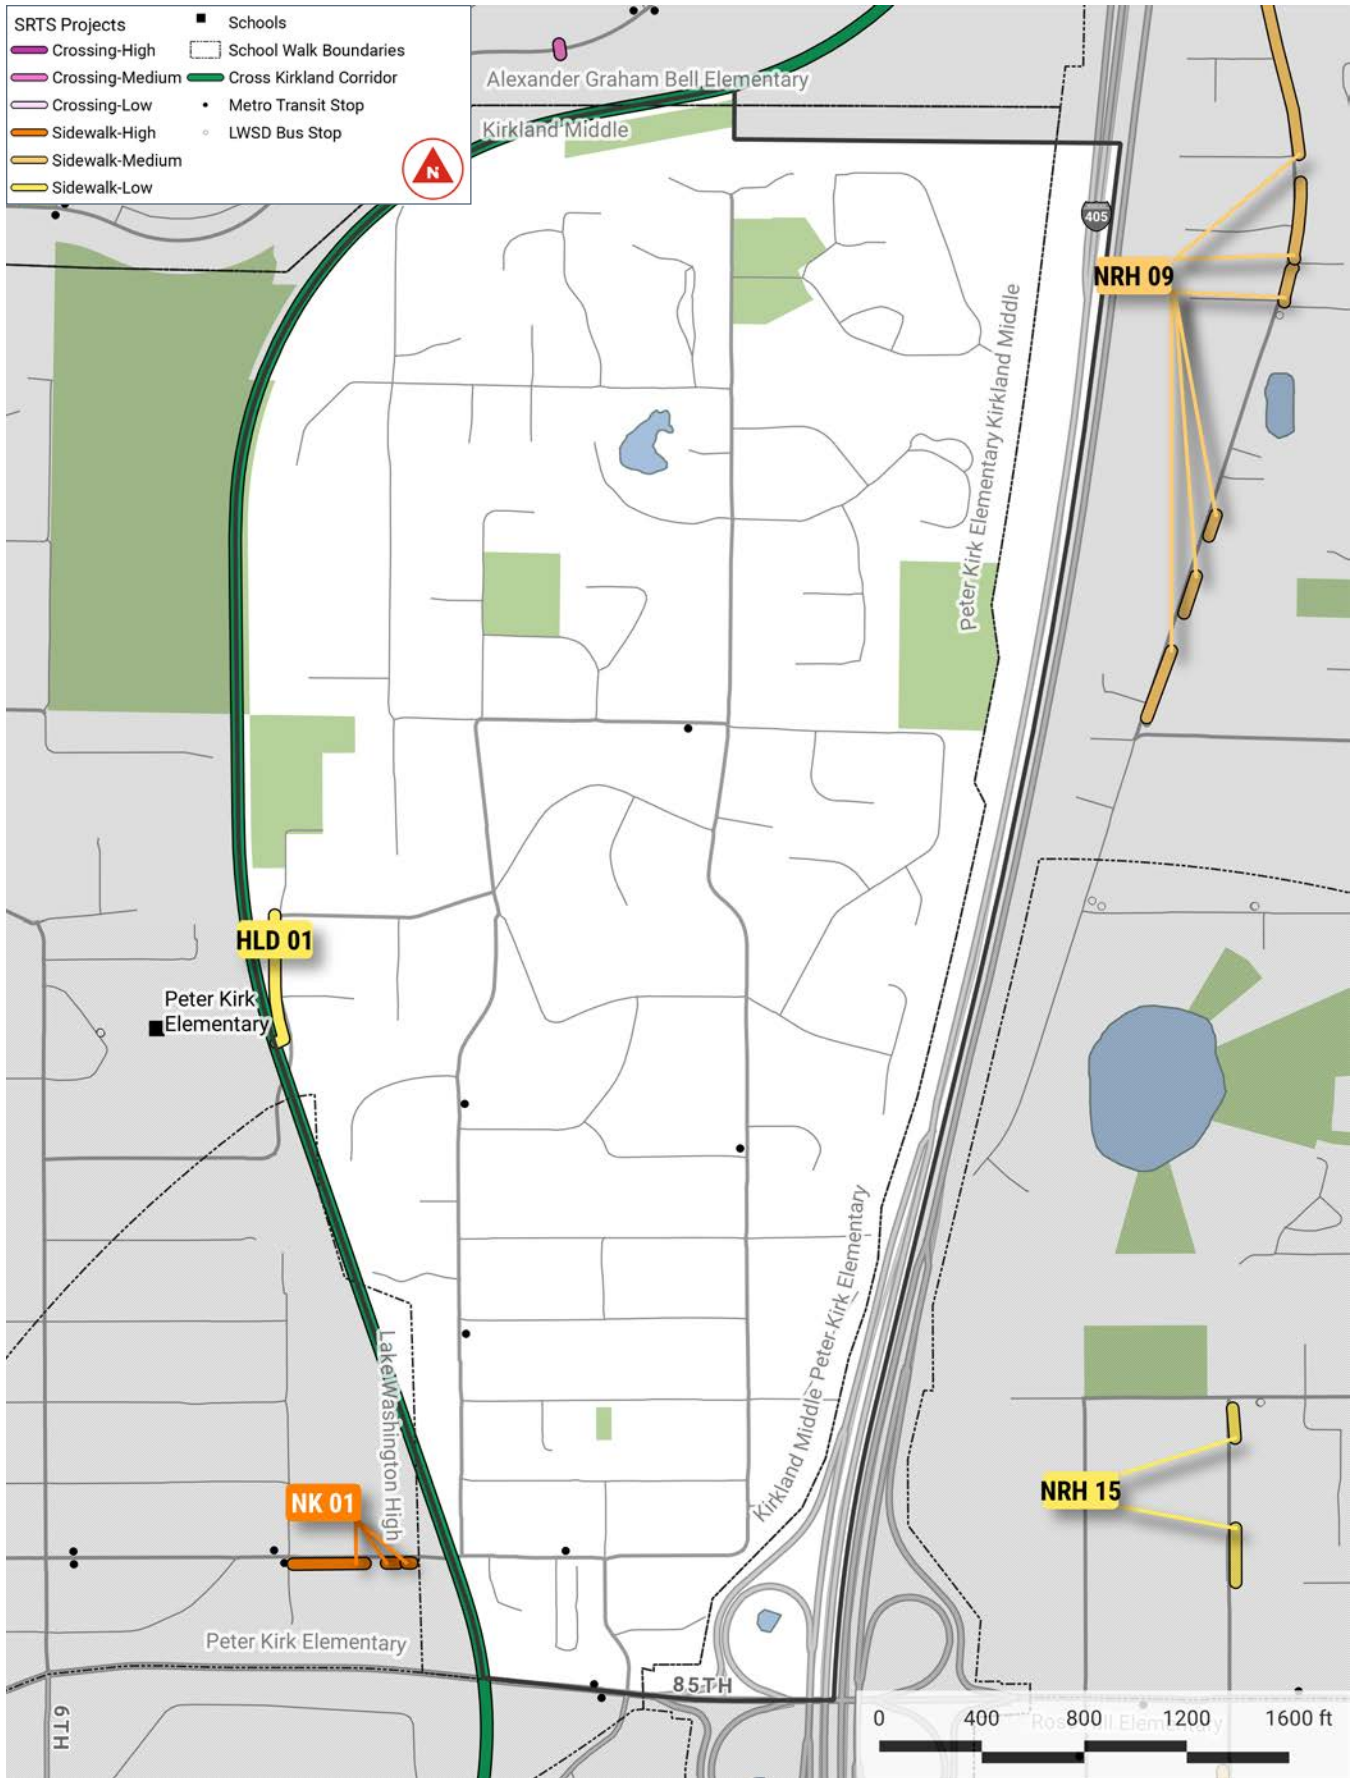 SRTS Projects
Crossing-High
Crossing-Medium
Crossing-Low
Sidewalk-High
Sidewalk-Medium
Sidewalk-Low
Schools
School Walk Boundaries
Cross Kirkland Corridor
Metro Transit Stop
LWSD Bus Stop
N
Alexander Graham Bell Elementary
Kirkland Middle
405
NRH 09
Peter Kirk Elementary Kirkland Middle
HLD 01
Peter Kirk
Elementary
Kirkland Middle Peter Kirk Elementary
Lake Washington High
NK 01
NRH 15
Peter Kirk Elementary
85TH
6TH
Rose Hill Elementary
0 400 800 1200 1600 ft